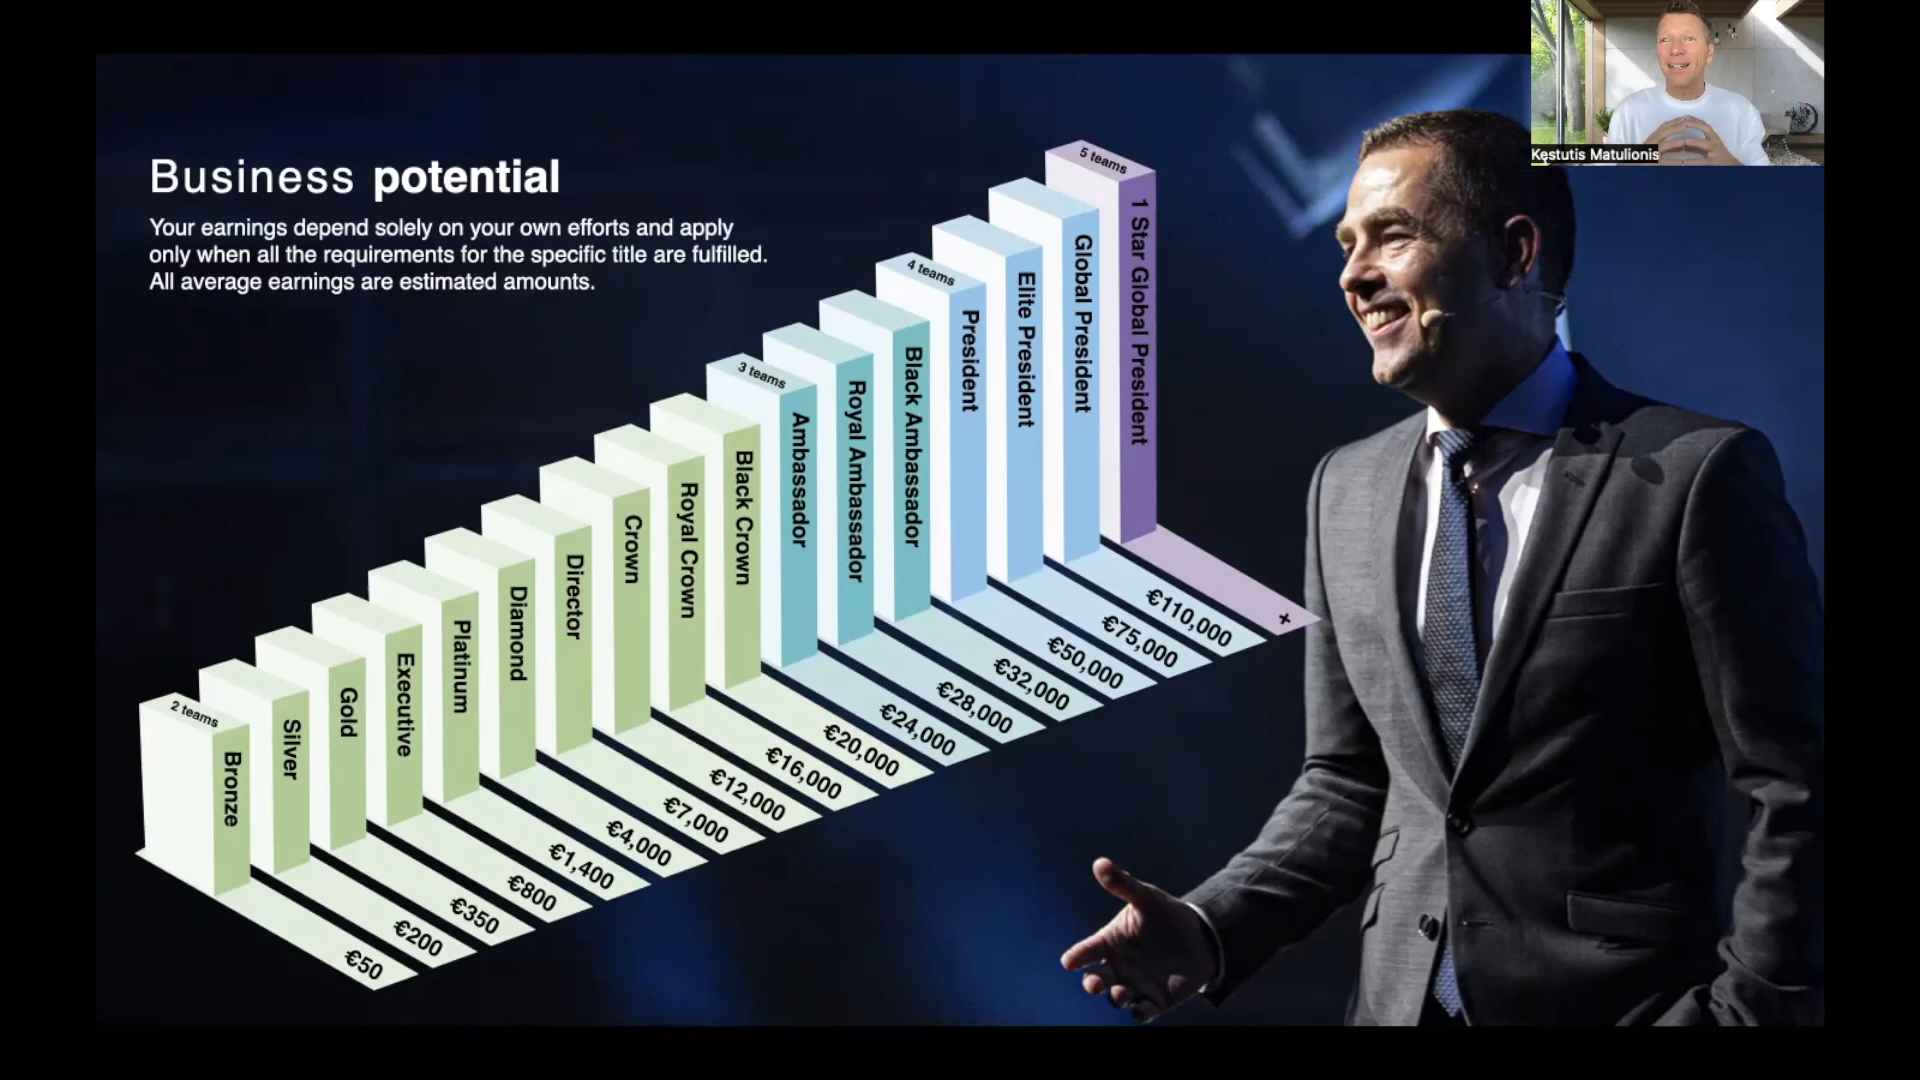 Kęstutis Matulionis
Business potential
Your earnings depend solely on your own efforts and apply
only when all the requirements for the specific title are fulfilled.
All average earnings are estimated amounts.
2 teams
Bronze
Silver
Gold
Executive
Platinum
Diamond
Director
Crown
Royal Crown
Black Crown
3 teams
Ambassador
Royal Ambassador
Black Ambassador
4 teams
President
Elite President
Global President
5 teams
1 Star Global President
€50
€200
€350
€800
€1,400
€4,000
€7,000
€12,000
€16,000
€20,000
€24,000
€28,000
€32,000
€50,000
€75,000
€110,000
+